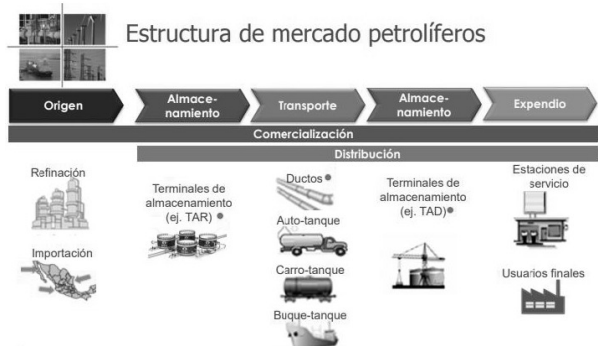 Estructura de mercado petrolíferos
Origen
Almace-
namiento
Transporte
Almace-
namiento
Expendio
Comercialización
Distribución
Refinación
Importación
Terminales de
almacenamiento
(ej. TAR)
Ductos
Auto-tanque
Carro-tanque
Buque-tanque
Terminales de
almacenamiento
(ej. TAD)
Estaciones de
servicio
Usuarios finales